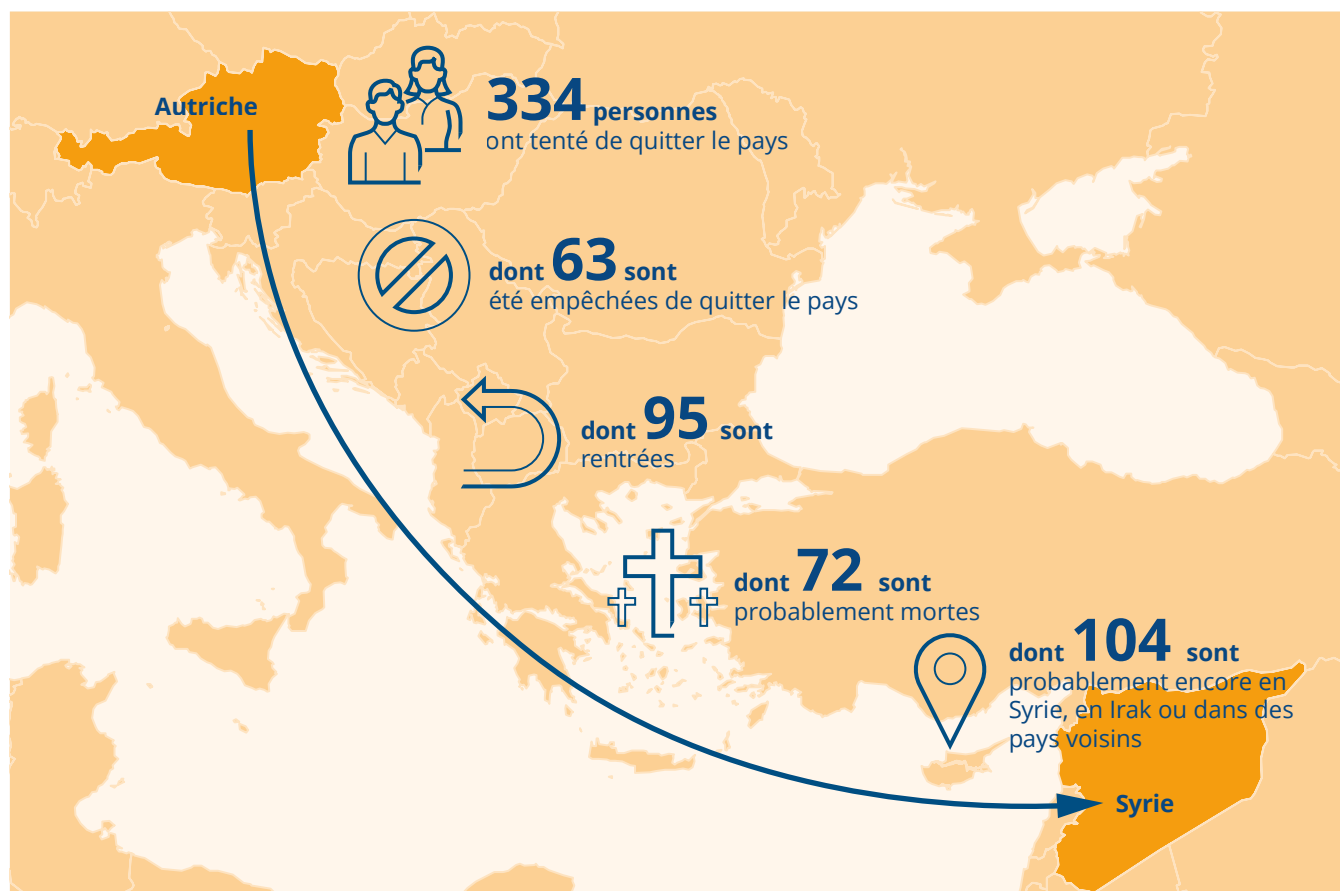 Autriche
334 personnes
ont tenté de quitter le pays
dont 63 sont
été empêchées de quitter le pays
dont 95 sont
rentrées
dont 72 sont
probablement mortes
dont 104 sont
probablement encore en
Syrie, en Irak ou dans des
pays voisins
Syrie